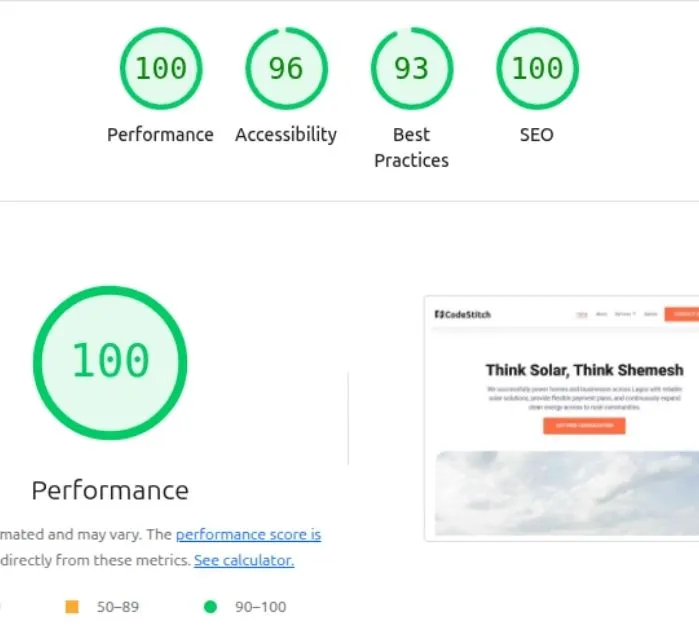 100 96 93 100
Performance Accessibility Best Practices SEO
100
Performance
mated and may vary. The performance score is
directly from these metrics. See calculator.
50–89 90–100
CodeStitch
Think Solar, Think Shemesh
We successfully power homes and businesses across Lagos with reliable
solar solutions, provide flexible payment plans, and continuously expand
clean energy access to rural communities.